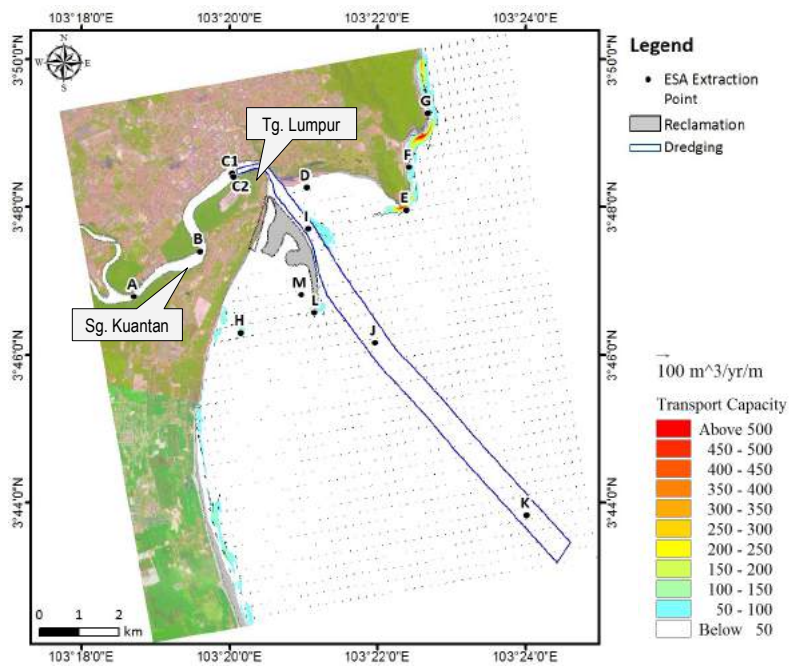 103°18'0"E 103°20'0"E 103°22'0"E 103°24'0"E
3°50'0"N
3°48'0"N
3°46'0"N
3°44'0"N
3°50'0"N
3°48'0"N
3°46'0"N
3°44'0"N
N
W E
S
Tg. Lumpur
G
F
C1
C2
D
E
I
B
A
M
L
Sg. Kuantan
H
J
K
0 1 2
km
103°18'0"E 103°20'0"E 103°22'0"E 103°24'0"E
Legend
ESA Extraction
Point
Reclamation
Dredging
100 m^3/yr/m
Transport Capacity
Above 500
450 - 500
400 - 450
350 - 400
300 - 350
250 - 300
200 - 250
150 - 200
100 - 150
50 - 100
Below 50